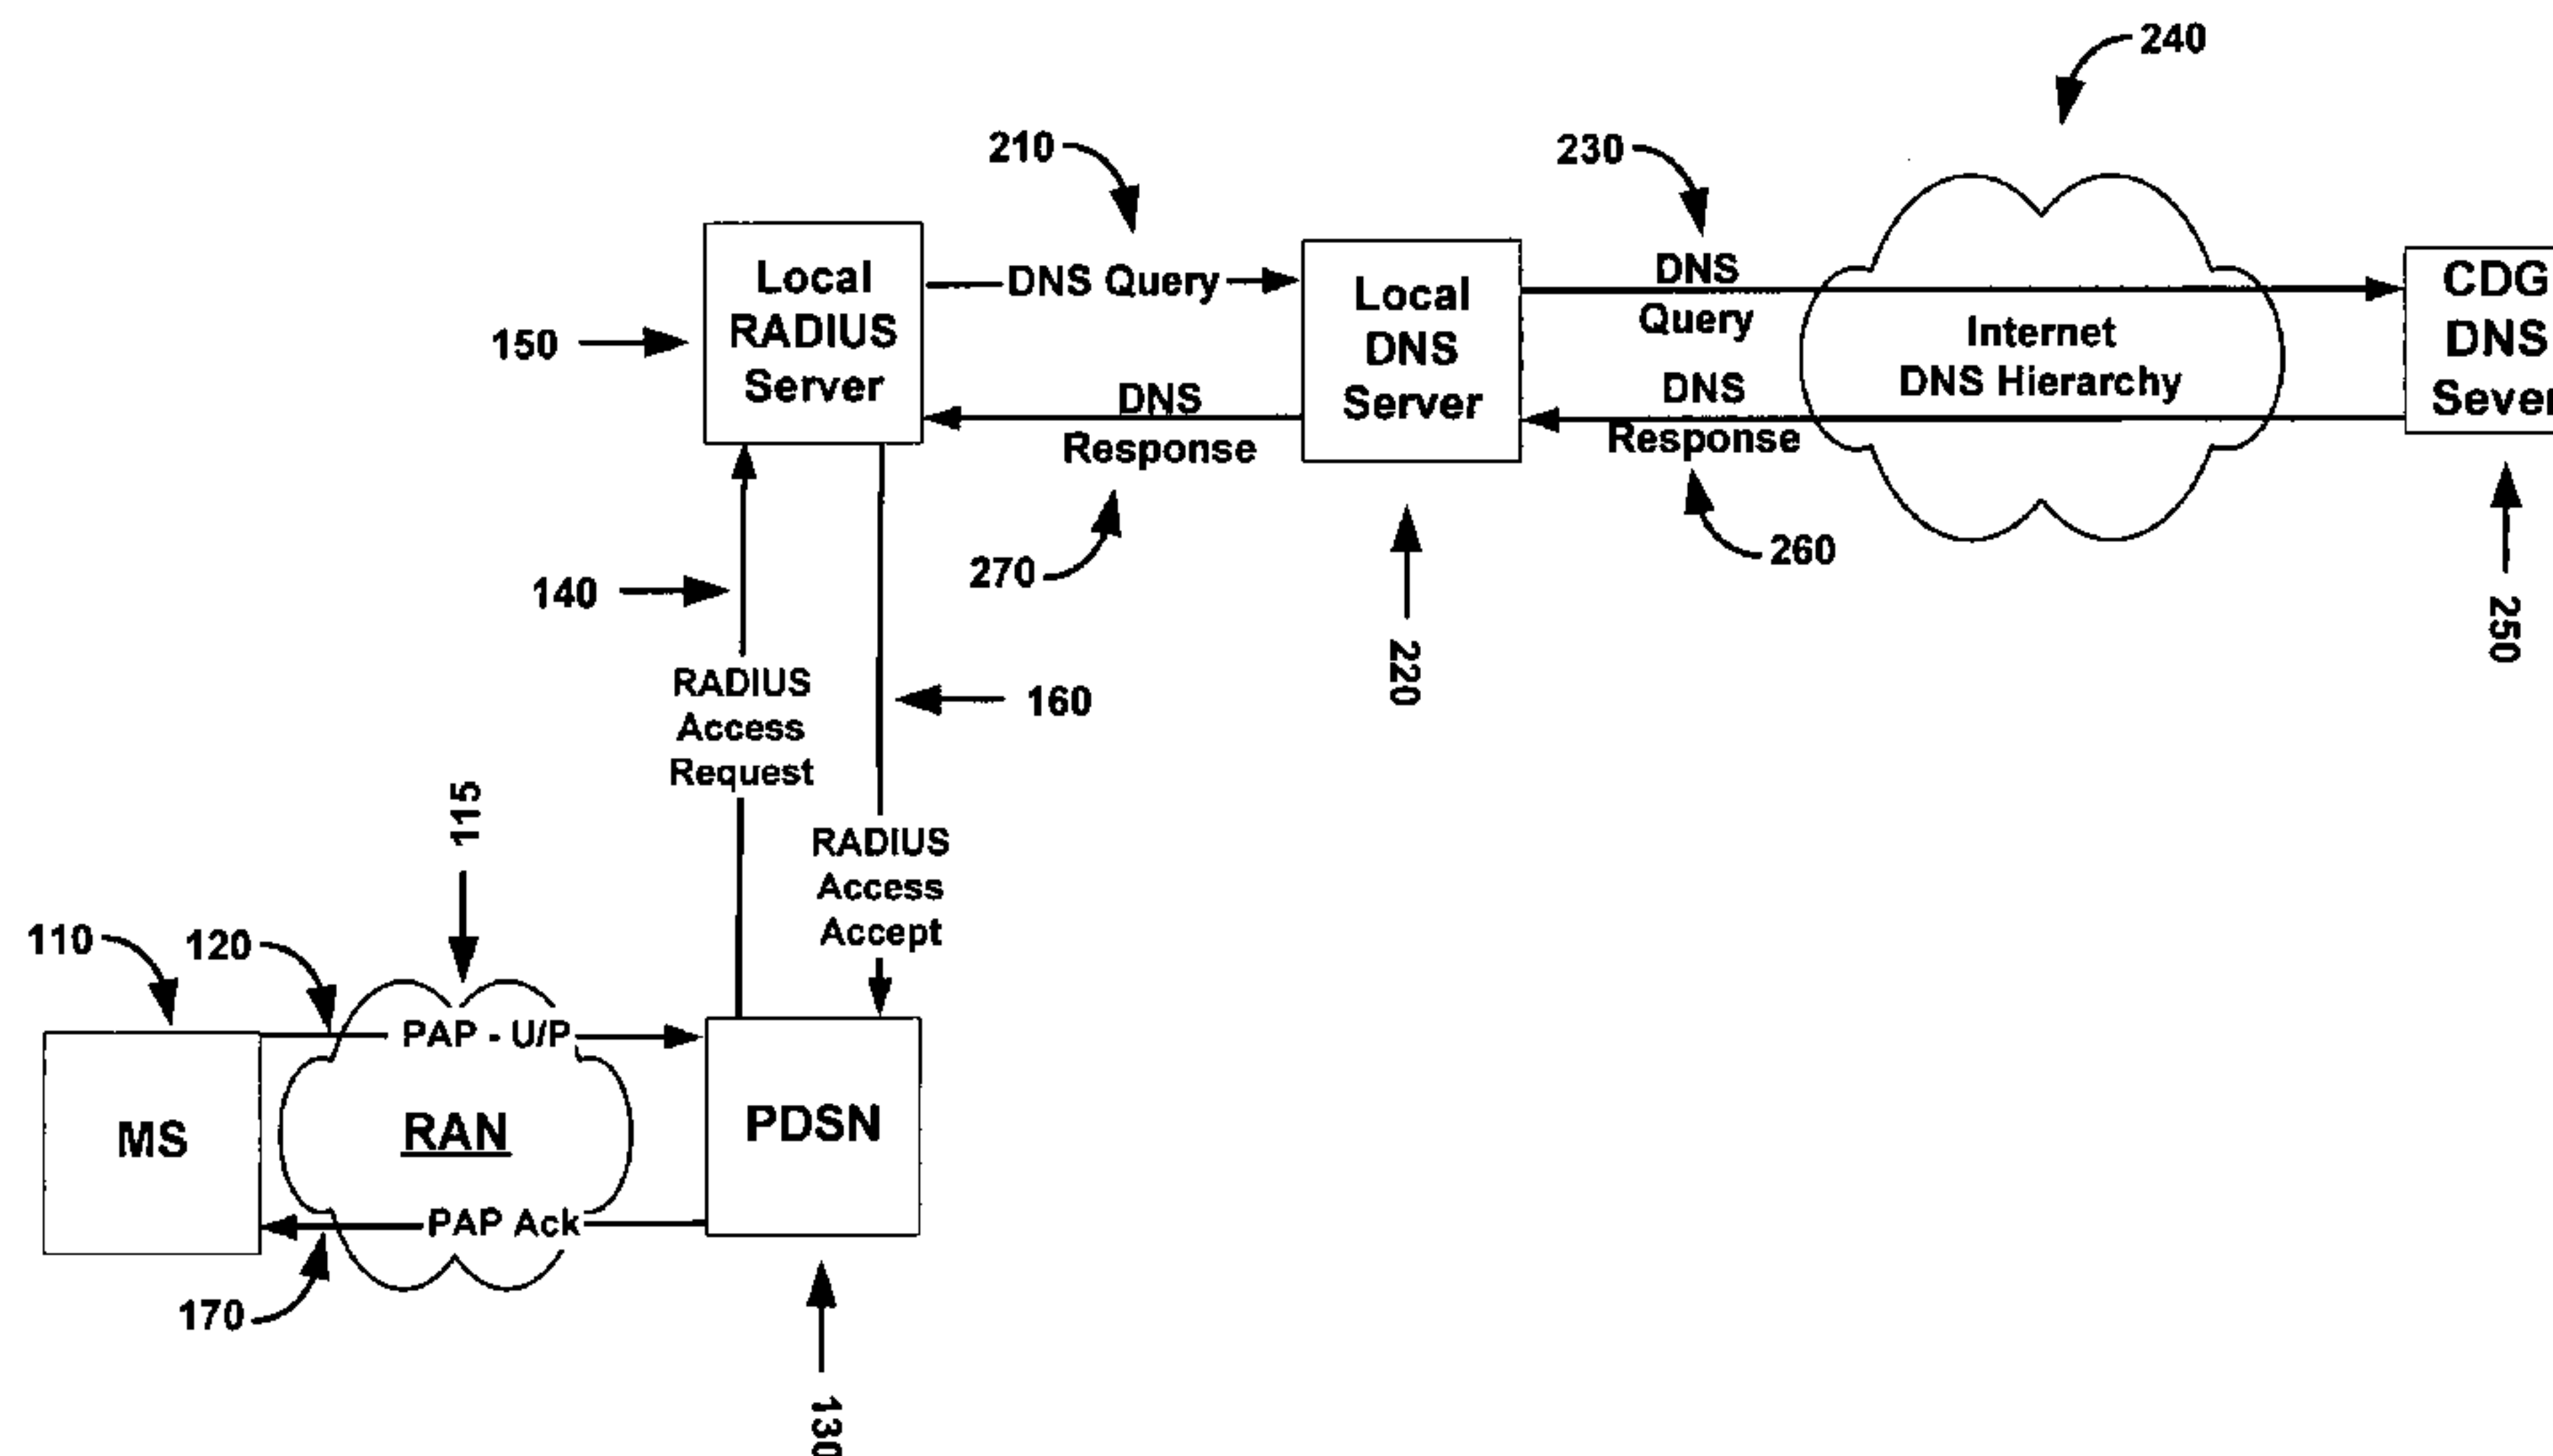 240
210
230
Local
RADIUS
Server
DNS Query
Local
DNS
Server
DNS
Query
Internet
DNS Hierarchy
CDG
DNS
Sever
150
DNS
Response
DNS
Response
270
260
220
250
140
RADIUS
Access
Request
160
115
RADIUS
Access
Accept
110
120
PAP - U/P
MS
RAN
PDSN
PAP Ack
170
130